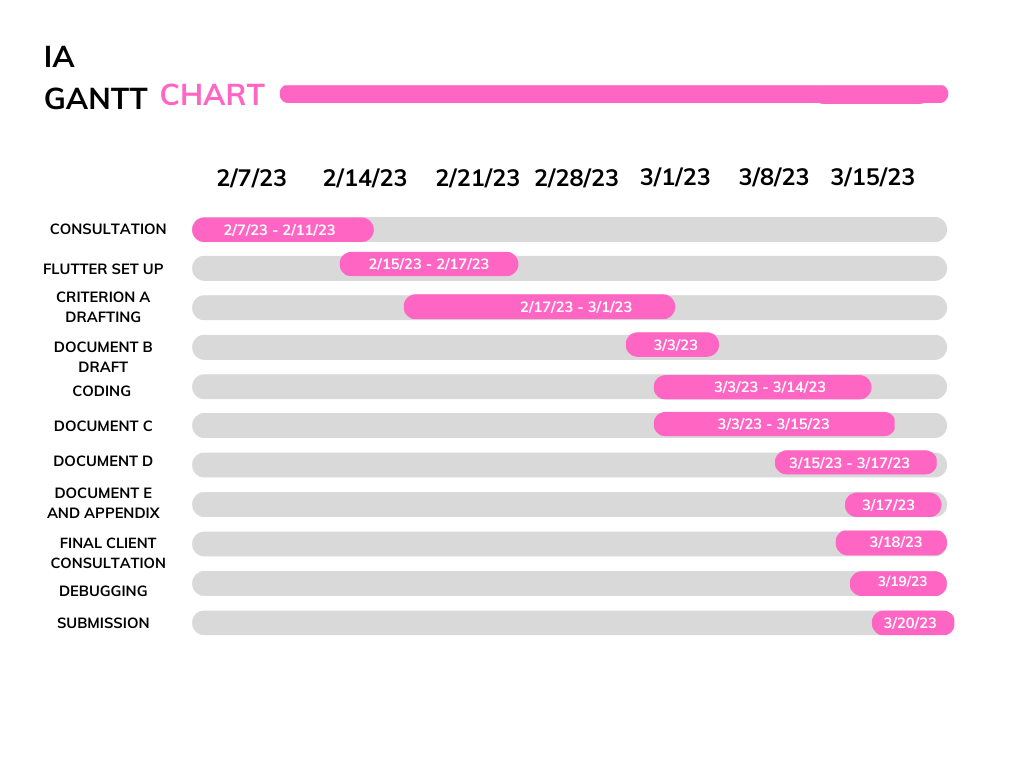 IA
GANTT CHART
2/7/23 2/14/23 2/21/23 2/28/23 3/1/23 3/8/23 3/15/23
CONSULTATION 2/7/23 - 2/11/23
FLUTTER SET UP 2/15/23 - 2/17/23
CRITERION A
DRAFTING
2/17/23 - 3/1/23
DOCUMENT B
DRAFT
3/3/23
CODING 3/3/23 - 3/14/23
DOCUMENT C 3/3/23 - 3/15/23
DOCUMENT D 3/15/23 - 3/17/23
DOCUMENT E
AND APPENDIX
3/17/23
FINAL CLIENT
CONSULTATION
3/18/23
DEBUGGING 3/19/23
SUBMISSION 3/20/23